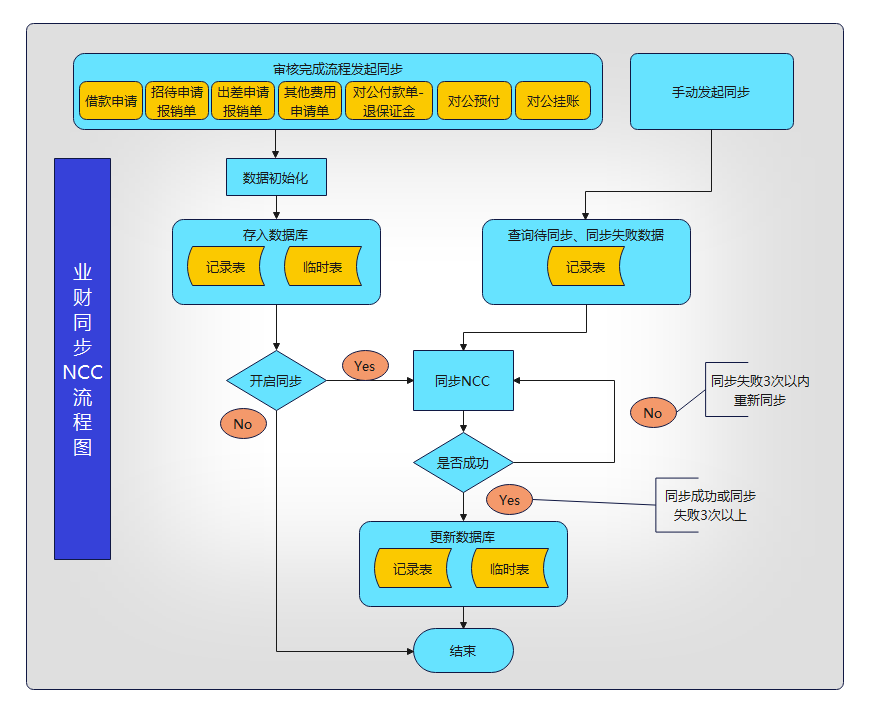 审核完成流程发起同步
借款申请
招待申请
报销单
出差申请
报销单
其他费用
申请单
对公付款单-
退保证金
对公预付
对公挂账
手动发起同步
业
财
同
步
NCC
流
程
图
数据初始化
存入数据库
记录表
临时表
查询待同步、同步失败数据
记录表
开启同步
Yes
No
同步NCC
No
同步失败3次以内
重新同步
是否成功
Yes
同步成功或同步
失败3次以上
更新数据库
记录表
临时表
结束